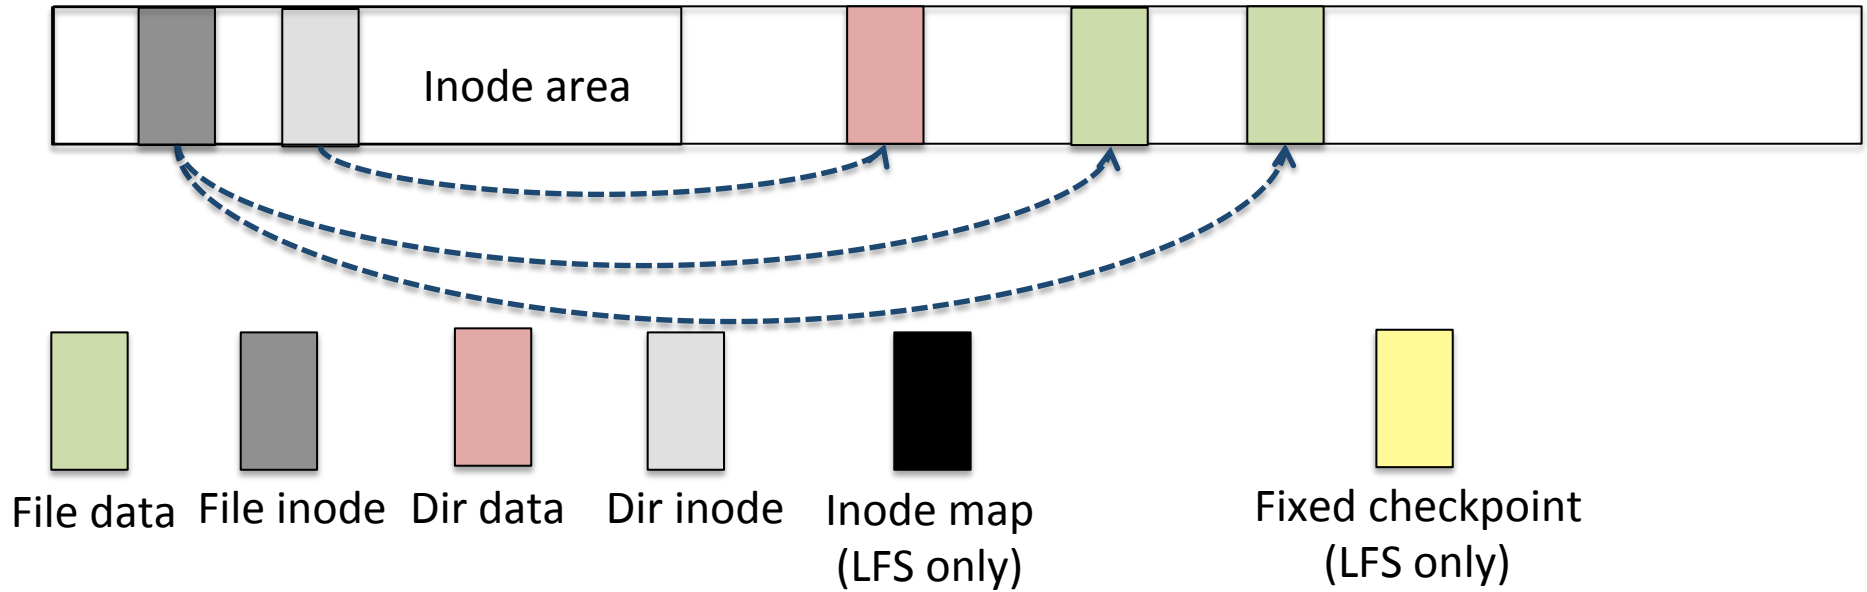 Inode area
File data
File inode
Dir data
Dir inode
Inode map
(LFS only)
Fixed checkpoint
(LFS only)